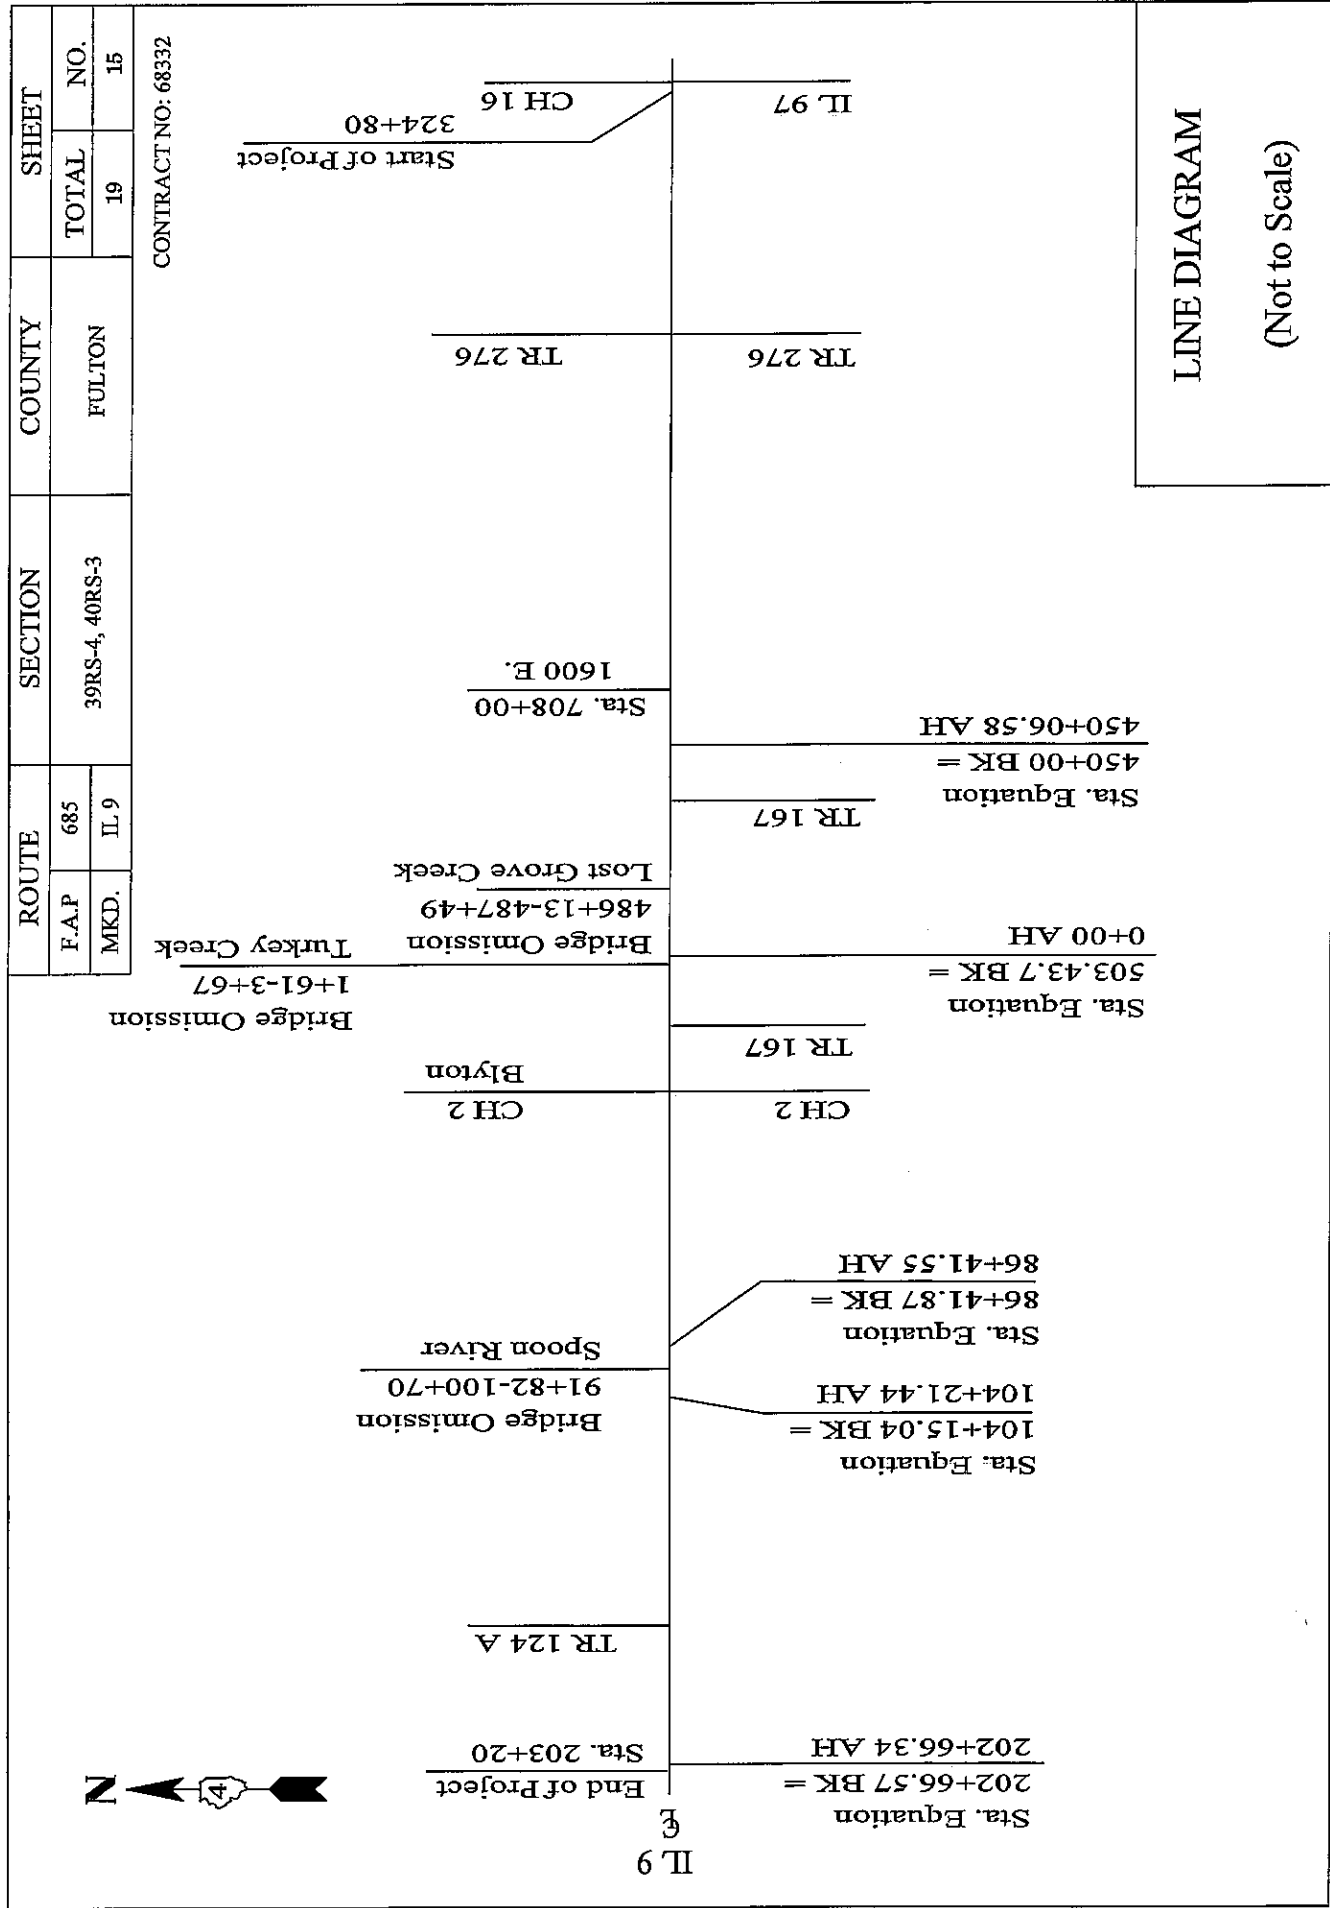 ROUTE
SECTION
COUNTY
SHEET
F.A.P
685
39RS-4, 40RS-3
FULTON
TOTAL
NO.
MKD.
IL 9
19
15
CONTRACT NO: 68332
N
4
IL 9
℄
End of Project
Sta. 203+20
Sta. Equation
202+66.57 BK =
202+66.34 AH
TR 124 A
Sta. Equation
104+15.04 BK =
104+21.44 AH
Bridge Omission
91+82-100+70
Spoon River
Sta. Equation
86+41.87 BK =
86+41.55 AH
CH 2
Blyton
CH 2
TR 167
Bridge Omission
1+61-3+67
Turkey Creek
Sta. Equation
503.43.7 BK =
0+00 AH
Bridge Omission
486+13-487+49
Lost Grove Creek
TR 167
Sta. Equation
450+00 BK =
450+06.58 AH
Sta. 708+00
1600 E.
TR 276
TR 276
Start of Project
324+80
CH 16
IL 97
LINE DIAGRAM
(Not to Scale)